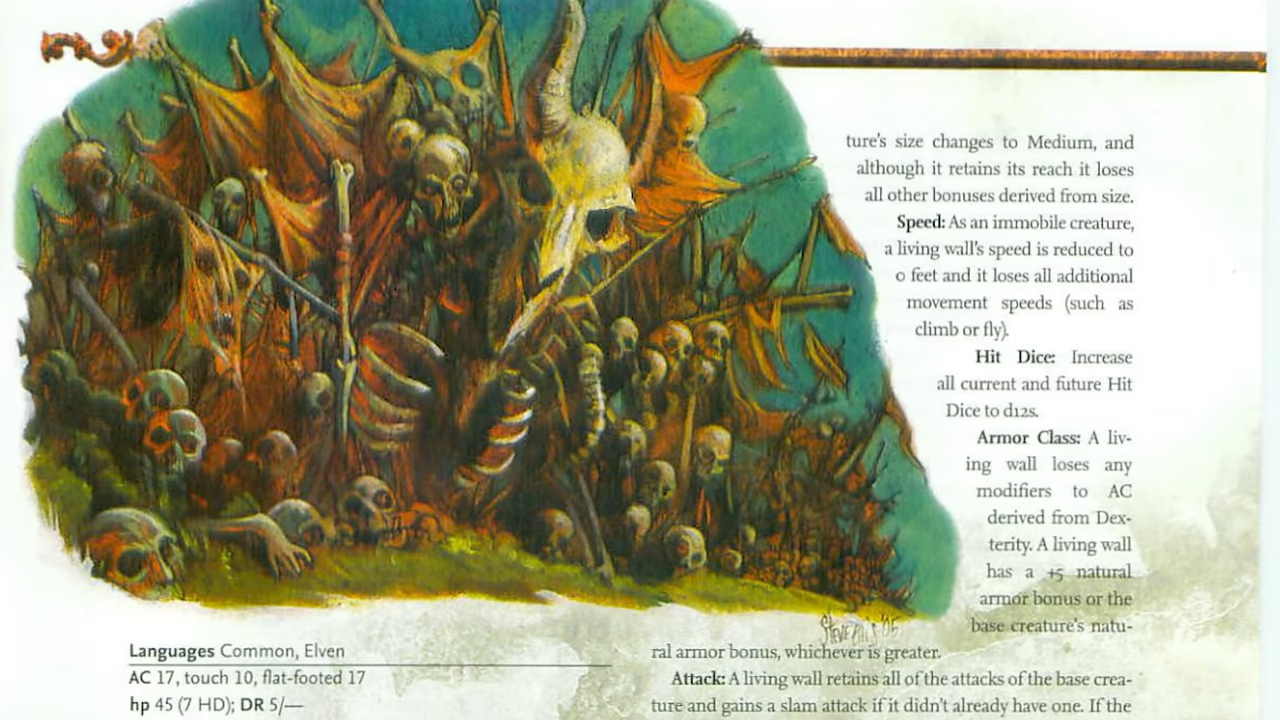 ture's size changes to Medium, and
although it retains its reach it loses
all other bonuses derived from size.
Speed: As an immobile creature,
a living wall's speed is reduced to
0 feet and it loses all additional
movement speeds (such as
climb or fly).
Hit Dice: Increase
all current and future Hit
Dice to d12s.
Armor Class: A liv-
ing wall loses any
modifiers to AC
derived from Dex-
terity. A living wall
has a +5 natural
armor bonus or the
base creature's natu-
ral armor bonus, whichever is greater.
Attack: A living wall retains all of the attacks of the base crea-
ture and gains a slam attack if it didn't already have one. If the
Languages Common, Elven
AC 17, touch 10, flat-footed 17
hp 45 (7 HD); DR 5/—